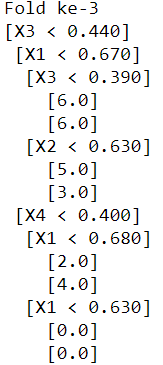 Fold ke-3
[X3 < 0.440]
[X1 < 0.670]
[X3 < 0.390]
[6.0]
[6.0]
[X2 < 0.630]
[5.0]
[3.0]
[X4 < 0.400]
[X1 < 0.680]
[2.0]
[4.0]
[X1 < 0.630]
[0.0]
[0.0]